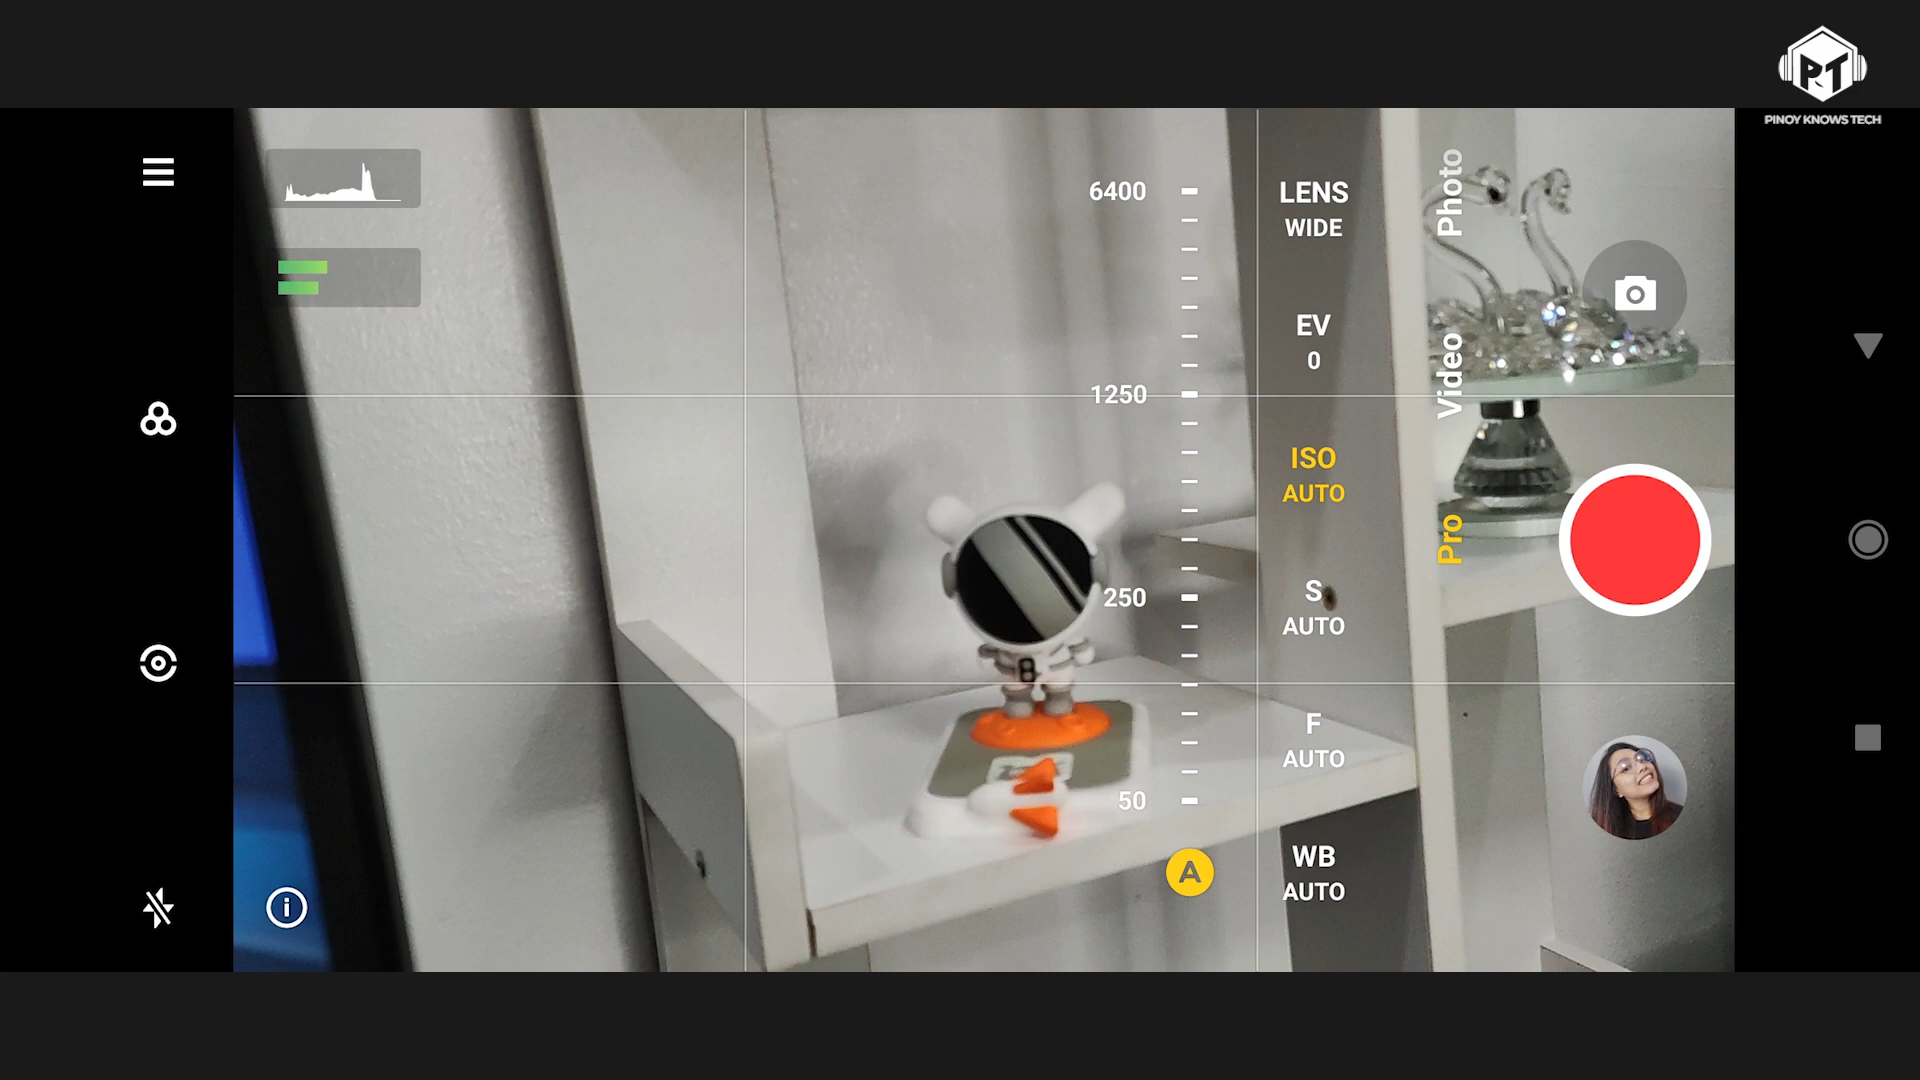 PT
PINOY KNOWS TECH
6400
1250
250
50
A
LENS
WIDE
EV
0
ISO
AUTO
S
AUTO
F
AUTO
WB
AUTO
Photo
Video
Pro